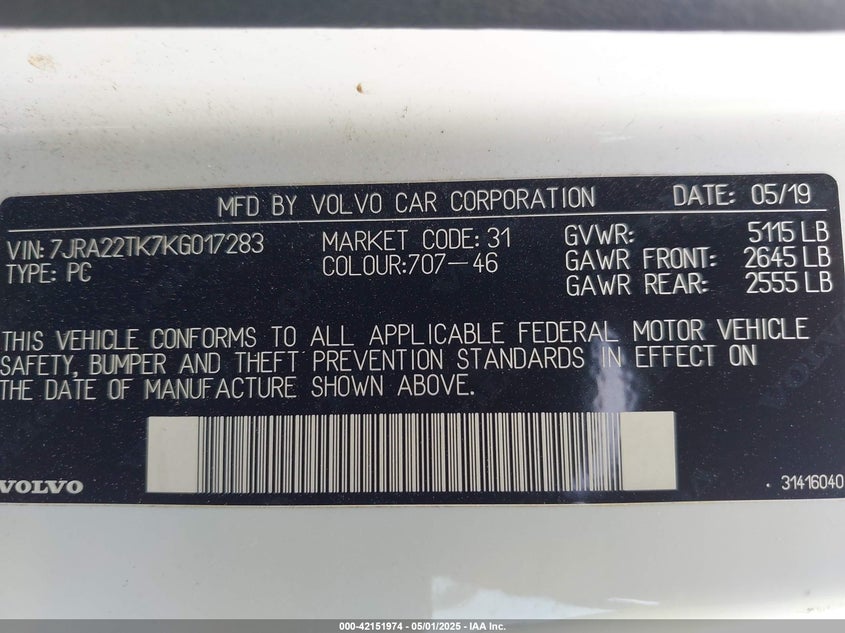 MFD BY VOLVO CAR CORPORATION DATE: 05/19
VIN: 7JRA22TK7KG017283 MARKET CODE: 31 GVWR: 5115 LB
TYPE: PC COLOUR:707-46 GAWR FRONT: 2645 LB
GAWR REAR: 2555 LB
THIS VEHICLE CONFORMS TO ALL APPLICABLE FEDERAL MOTOR VEHICLE
SAFETY, BUMPER AND THEFT PREVENTION STANDARDS IN EFFECT ON
THE DATE OF MANUFACTURE SHOWN ABOVE.
VOLVO
31416040
000-42151974 / 05/01/2025 - IAA Inc.